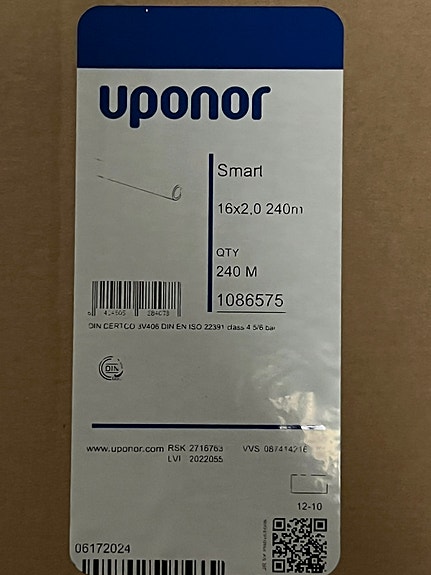 uponor
Smart
16x2,0 240m
QTY
240 M
1086575
DIN CERTCO 3V406 DIN EN ISO 22391 class 4 5/6 bar
DIN
www.uponor.com RSK 2716763 VVS 087414216
LVI 2022055
12-10
06172024